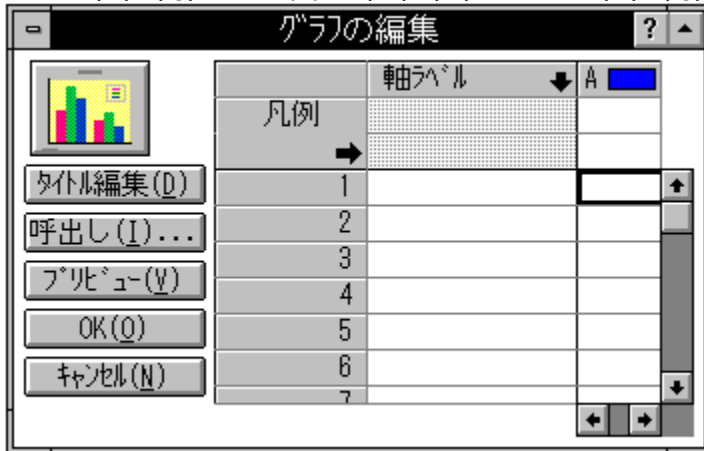 グラフの編集
?
軸ﾗﾍﾞﾙ
A
凡例
ﾀｲﾄﾙ編集(D)
呼出し(I)...
ﾌﾟﾘﾋﾞｭｰ(V)
OK(O)
ｷｬﾝｾﾙ(N)
1
2
3
4
5
6
7